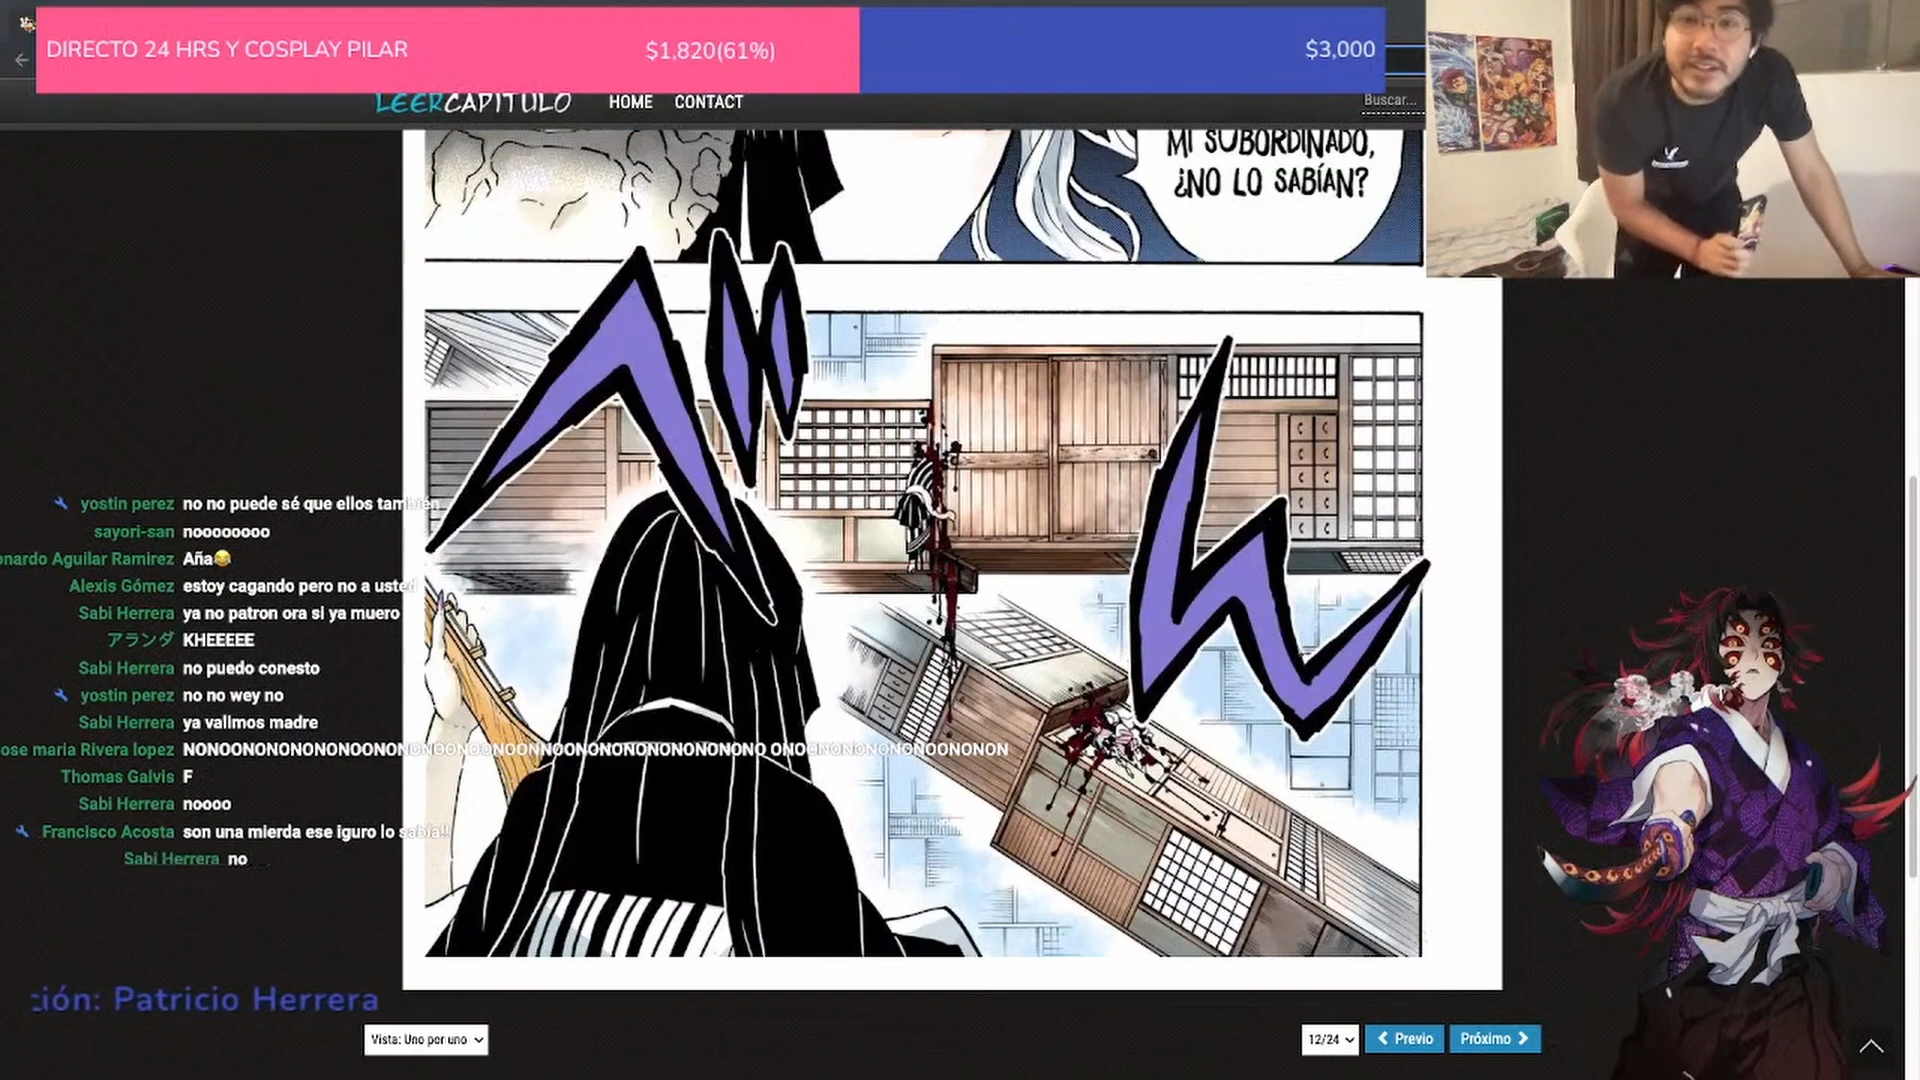 DIRECTO 24 HRS Y COSPLAY PILAR
$1,820(61%)
$3,000
LEERCAPITULO
HOME
CONTACT
Buscar...
MI SUBORDINADO,
¿NO LO SABÍAN?
yostin perez no no puede sé que ellos también
sayori-san noooooooo
onardo Aguilar Ramirez Aña😂
Alexis Gómez estoy cagando pero no a usted
Sabi Herrera ya no patron ora si ya muero
アランダ KHEEEEE
Sabi Herrera no puedo conesto
yostin perez no no wey no
Sabi Herrera ya valimos madre
ose maria Rivera lopez
Thomas Galvis F
Sabi Herrera noooo
Francisco Acosta son una mierda ese iguro lo sabía!!
Sabi Herrera no
ción: Patricio Herrera
Vista: Uno por uno
12/24
Previo
Próximo